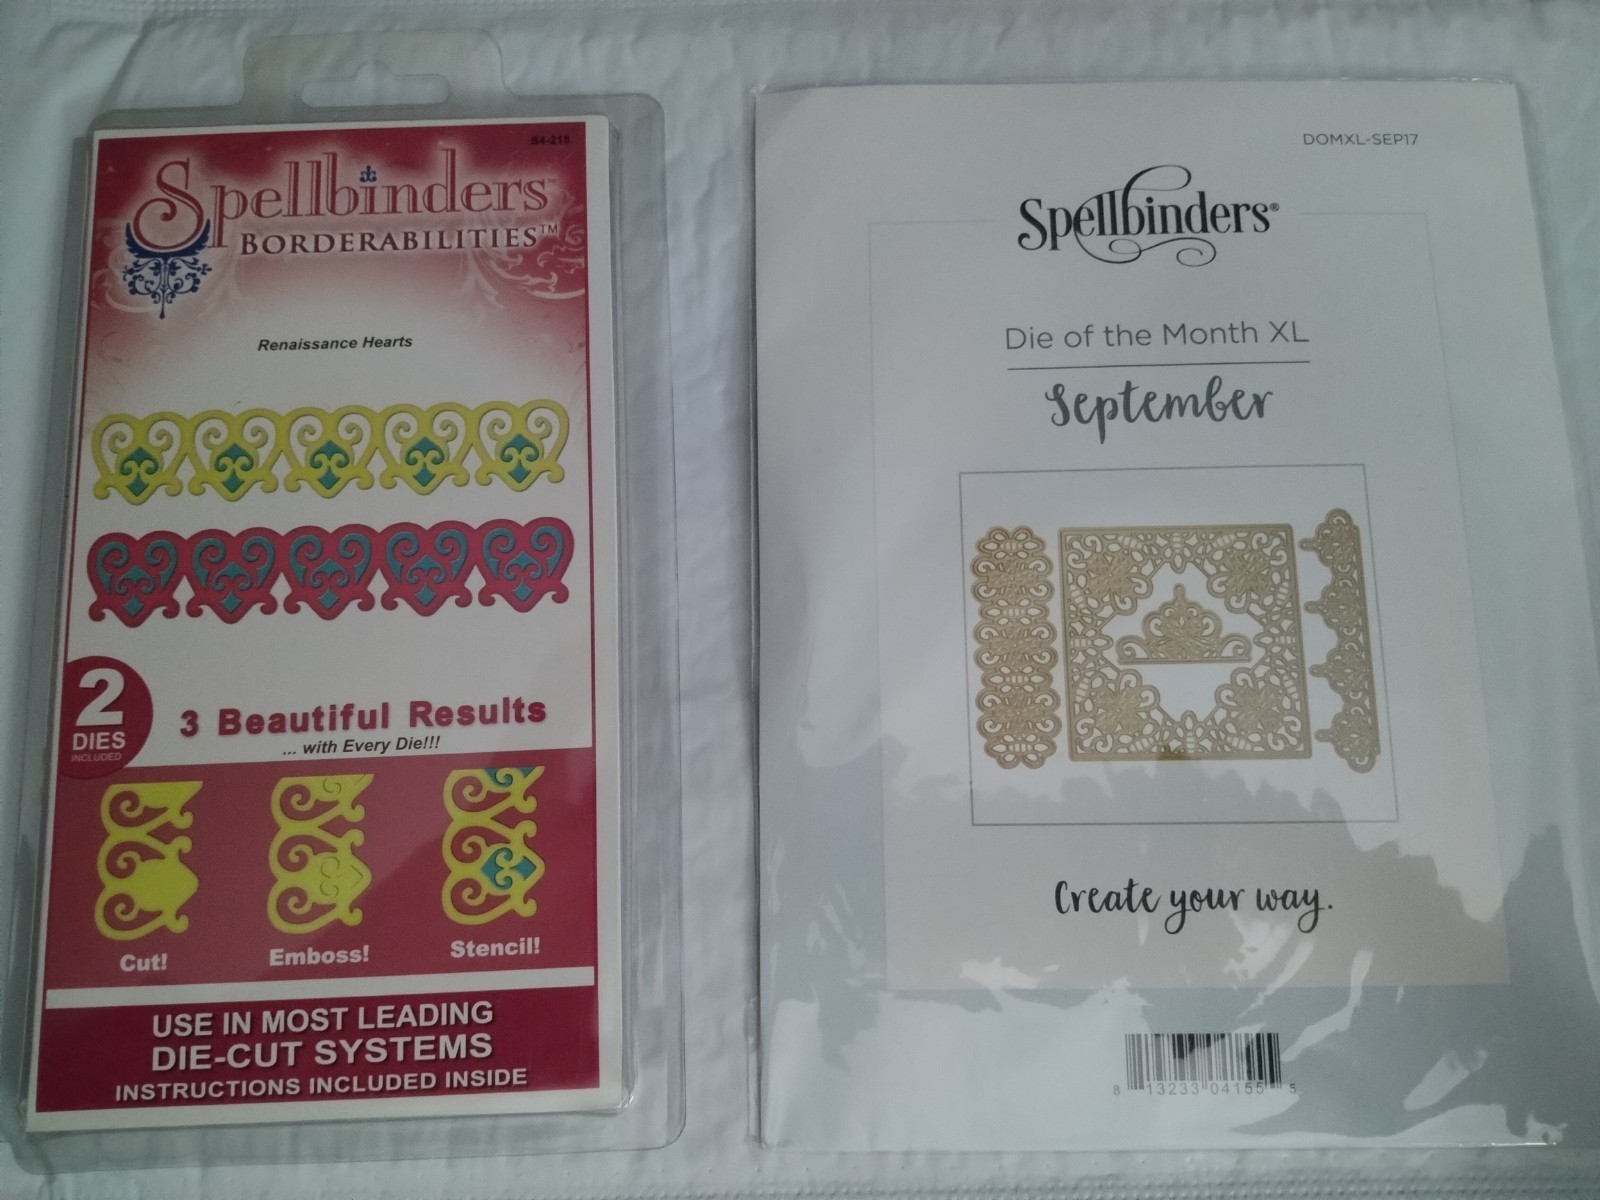 S4-215
Spellbinders™
BORDERABILITIES™
Renaissance Hearts
2
DIES
INCLUDED
3 Beautiful Results
... with Every Die!!!
Cut!
Emboss!
Stencil!
USE IN MOST LEADING
DIE-CUT SYSTEMS
INSTRUCTIONS INCLUDED INSIDE
DOMXL-SEP17
Spellbinders®
Die of the Month XL
September
Create your way.
8 13233 04155 5